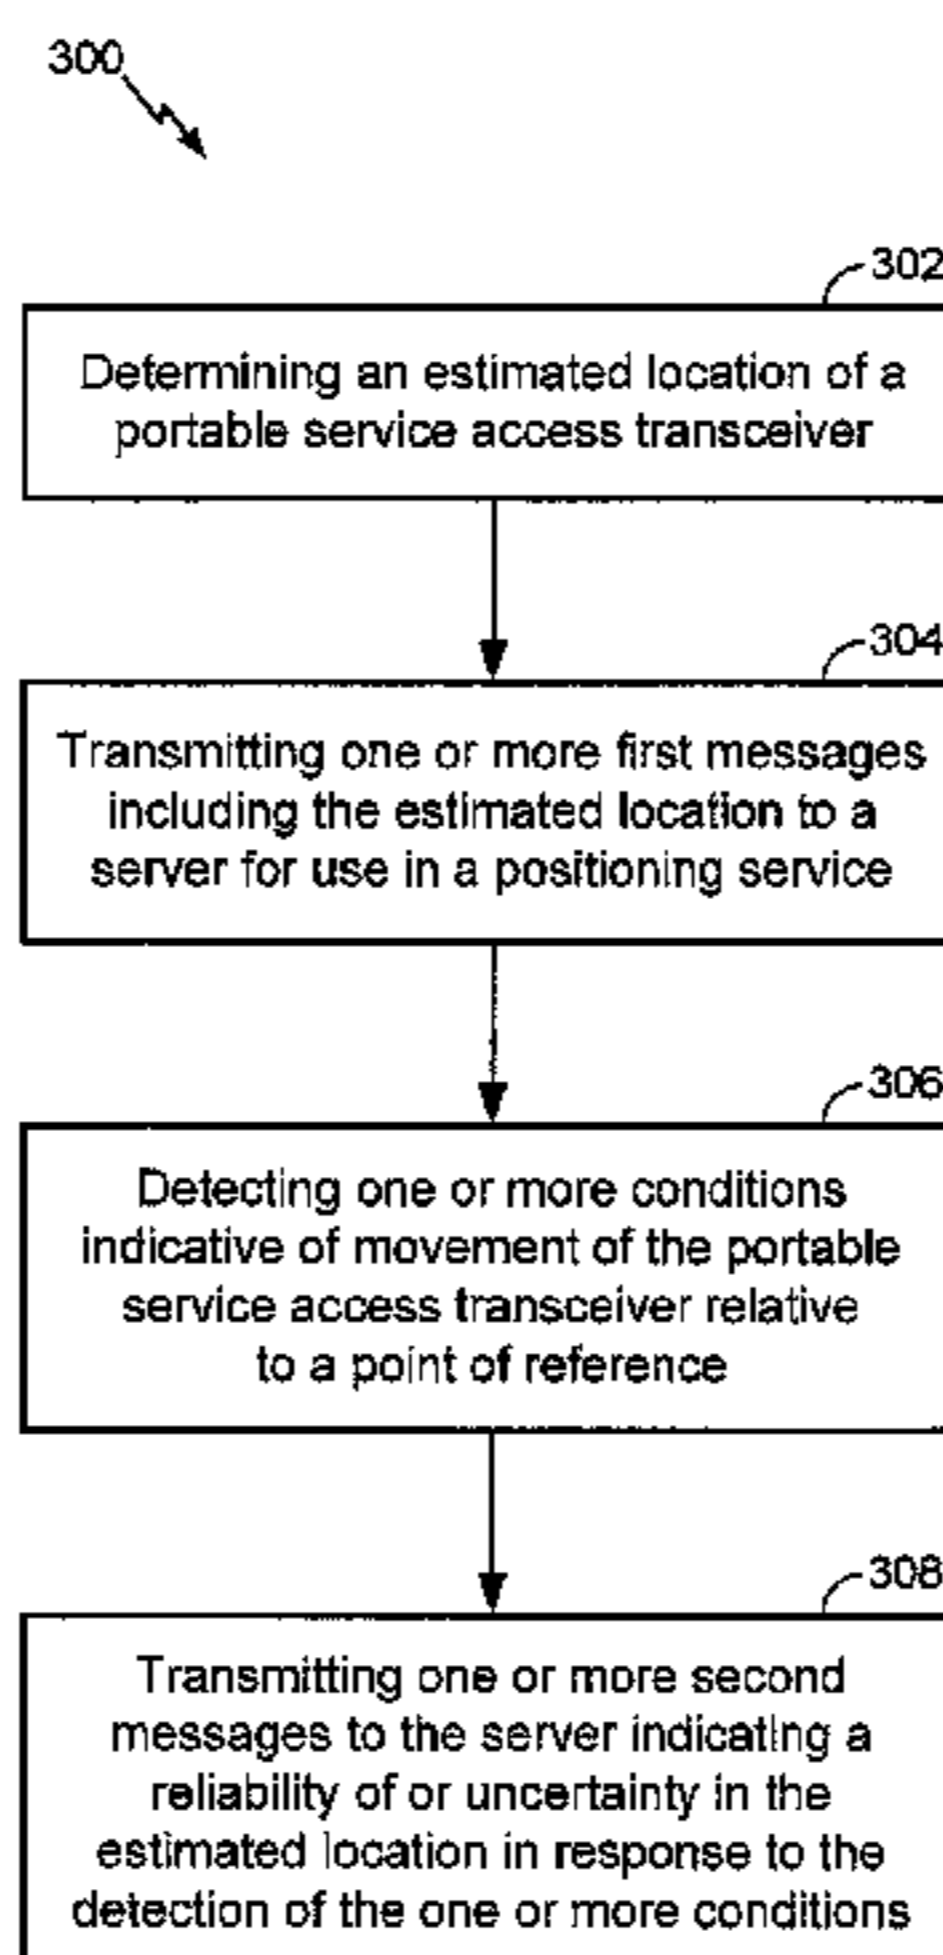 300
302
Determining an estimated location of a
portable service access transceiver
304
Transmitting one or more first messages
including the estimated location to a
server for use in a positioning service
306
Detecting one or more conditions
indicative of movement of the portable
service access transceiver relative
to a point of reference
308
Transmitting one or more second
messages to the server indicating a
reliability of or uncertainty in the
estimated location in response to the
detection of the one or more conditions